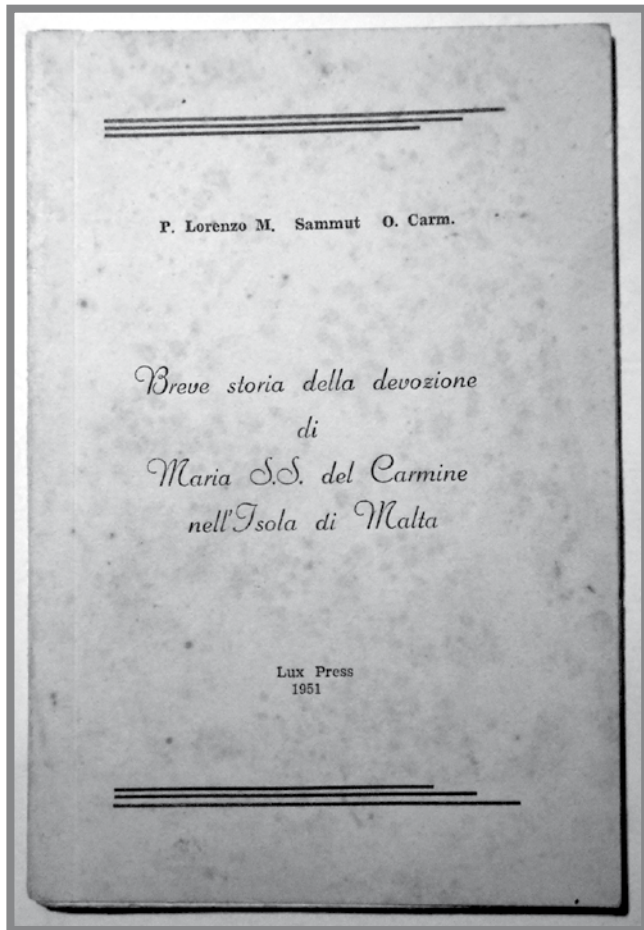 P. Lorenzo M. Sammut O. Carm.
Breve storia della devozione
di
Maria S.S. del Carmine
nell'Isola di Malta
Lux Press
1951